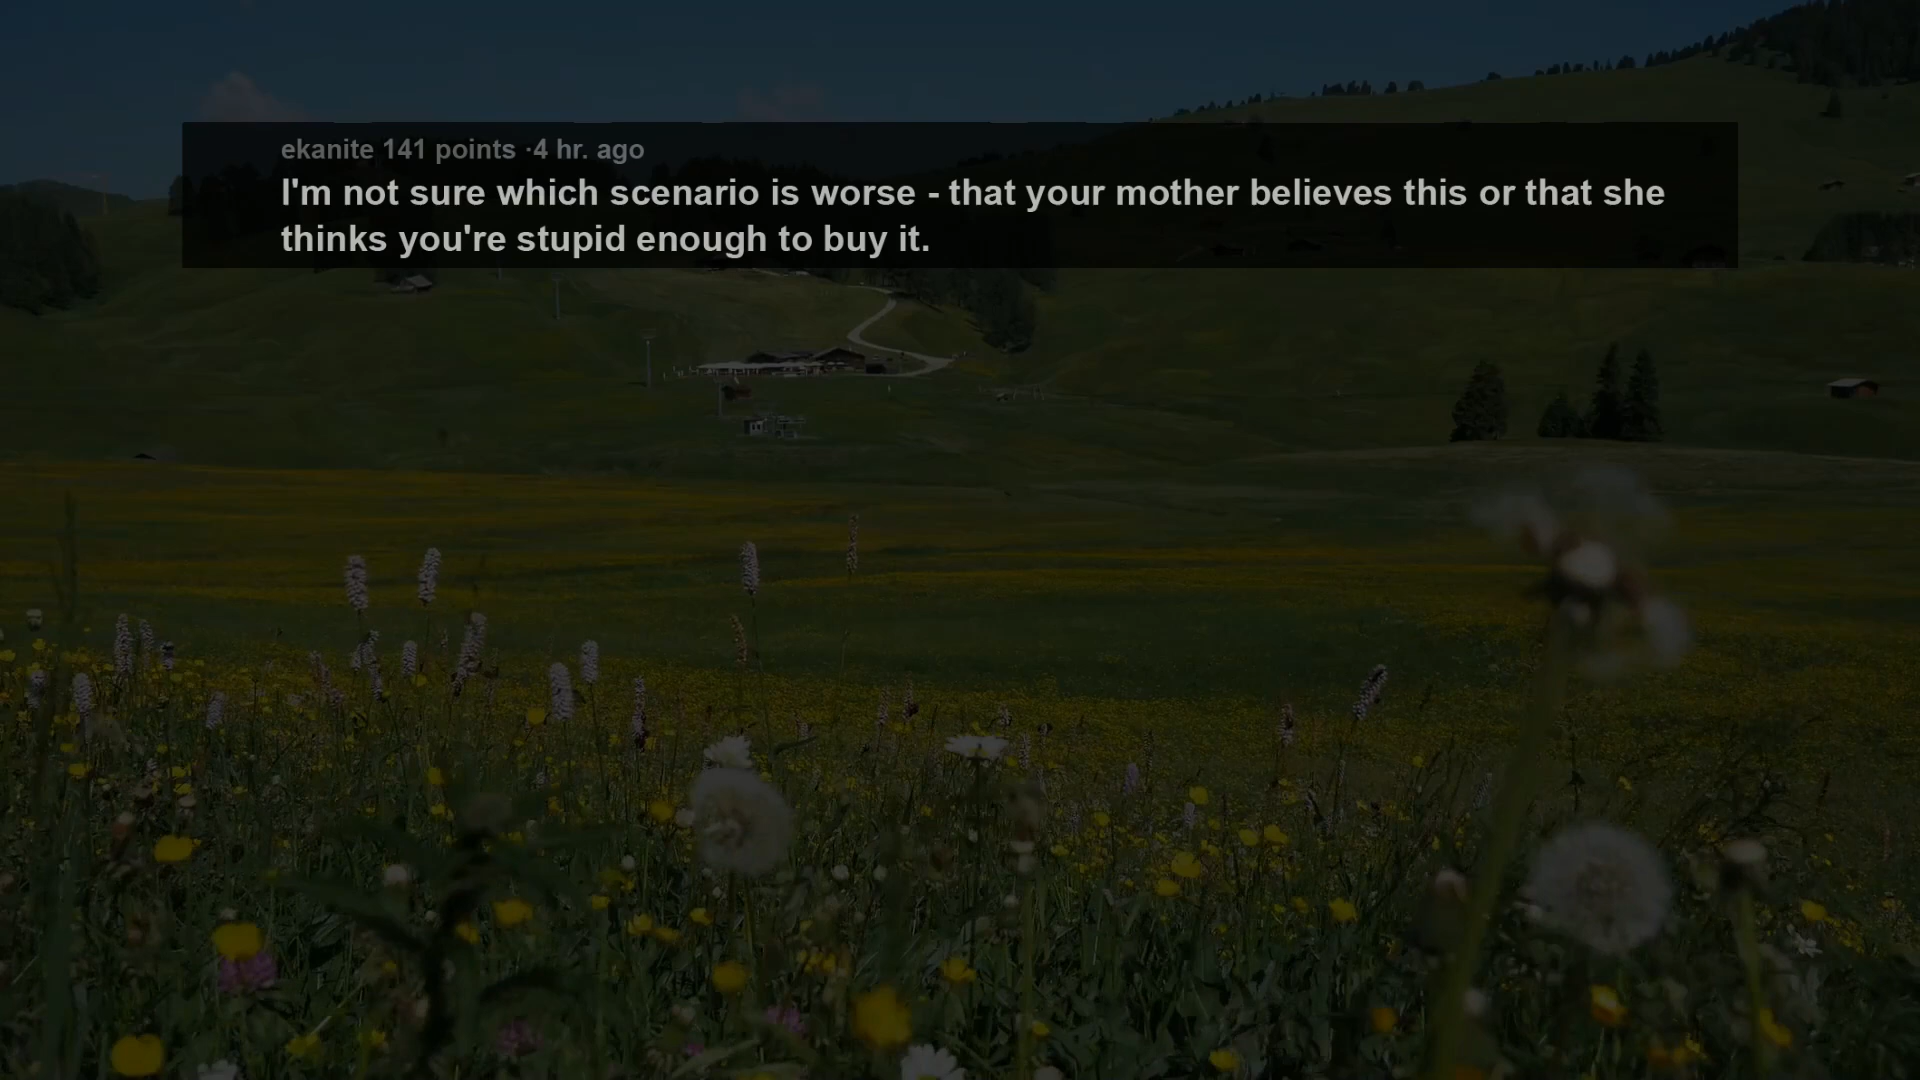 ekanite 141 points ·4 hr. ago
I'm not sure which scenario is worse - that your mother believes this or that she
thinks you're stupid enough to buy it.